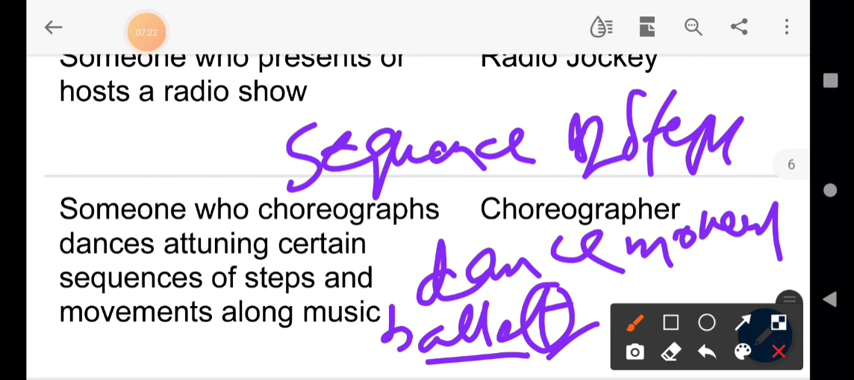 07:22
Someone who presents or
hosts a radio show
Radio Jockey
sequence of steps
6
Someone who choreographs
dances attuning certain
sequences of steps and
movements along music
Choreographer
dance
ballet